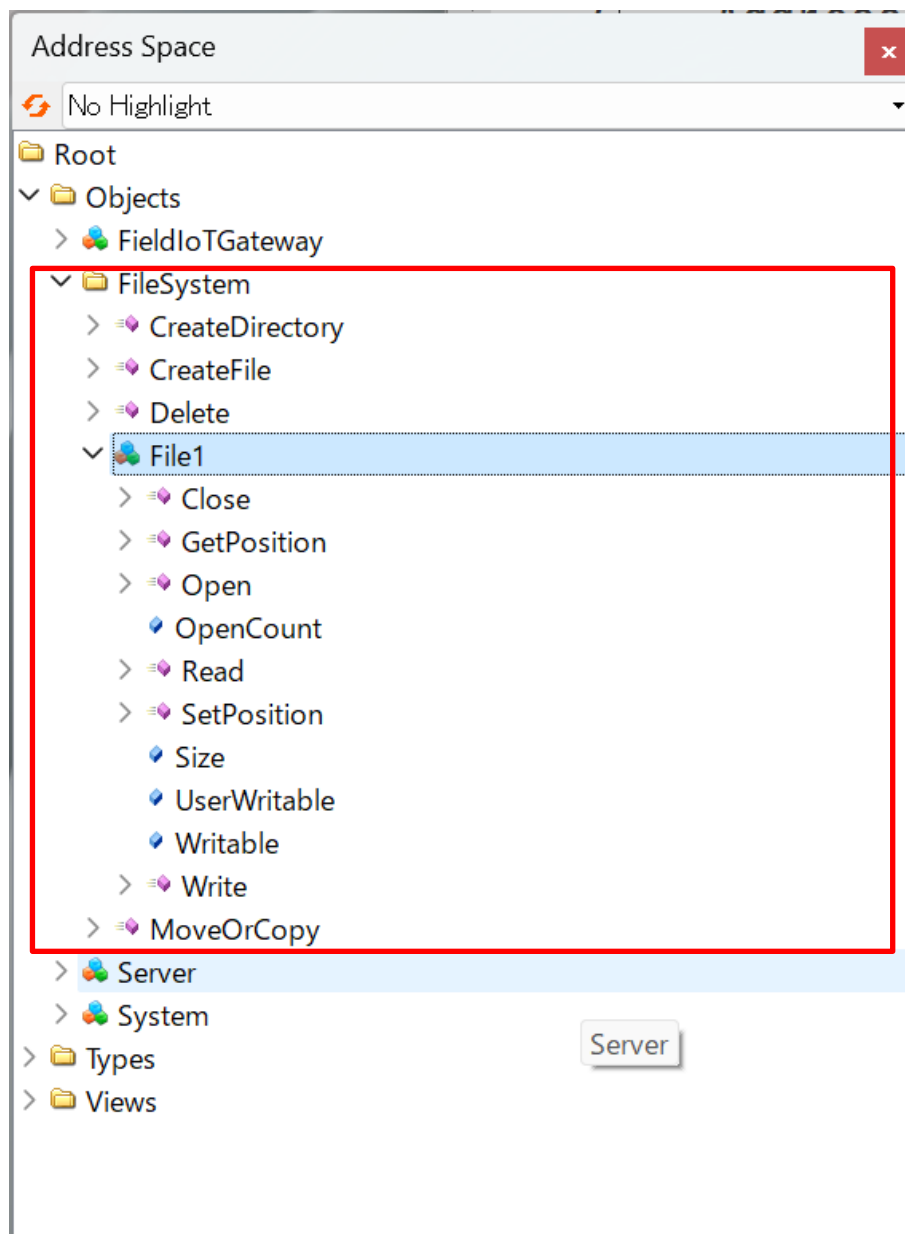 Address Space
No Highlight
Root
Objects
FieldIoTGateway
FileSystem
CreateDirectory
CreateFile
Delete
File1
Close
GetPosition
Open
OpenCount
Read
SetPosition
Size
UserWritable
Writable
Write
MoveOrCopy
Server
System
Server
Types
Views